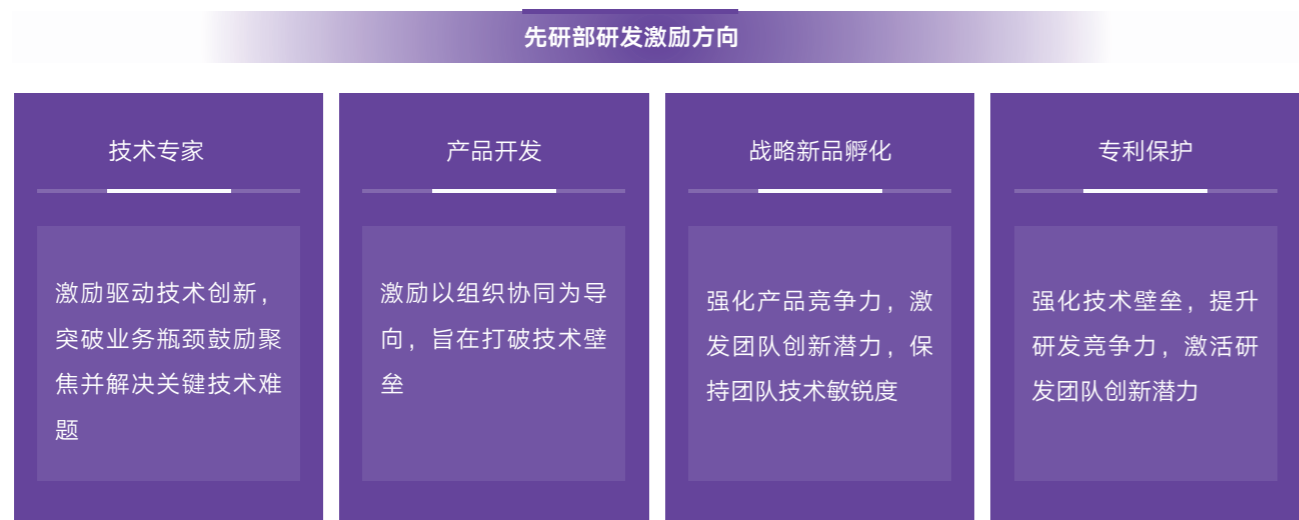 先研部研发激励方向
技术专家
激励驱动技术创新，
突破业务瓶颈鼓励聚
焦并解决关键技术难
题
产品开发
激励以组织协同为导
向，旨在打破技术壁
垒
战略新品孵化
强化产品竞争力，激
发团队创新潜力，保
持团队技术敏锐度
专利保护
强化技术壁垒，提升
研发竞争力，激活研
发团队创新潜力